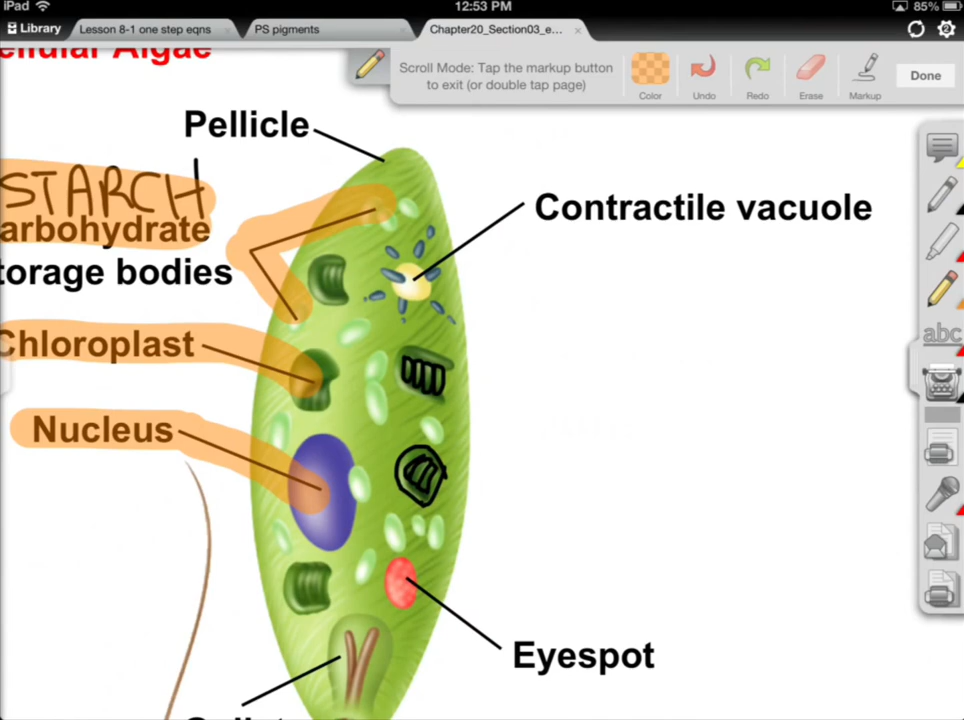 iPad
12:53 PM
85%
Library
Lesson 8-1 one step eqns
PS pigments
Chapter20_Section03_e...
2
Scroll Mode: Tap the markup button
to exit (or double tap page)
Color
Undo
Redo
Erase
Markup
Done
ellular Algae
Pellicle
STARCH
arbohydrate
torage bodies
Contractile vacuole
Chloroplast
Nucleus
Eyespot
abc